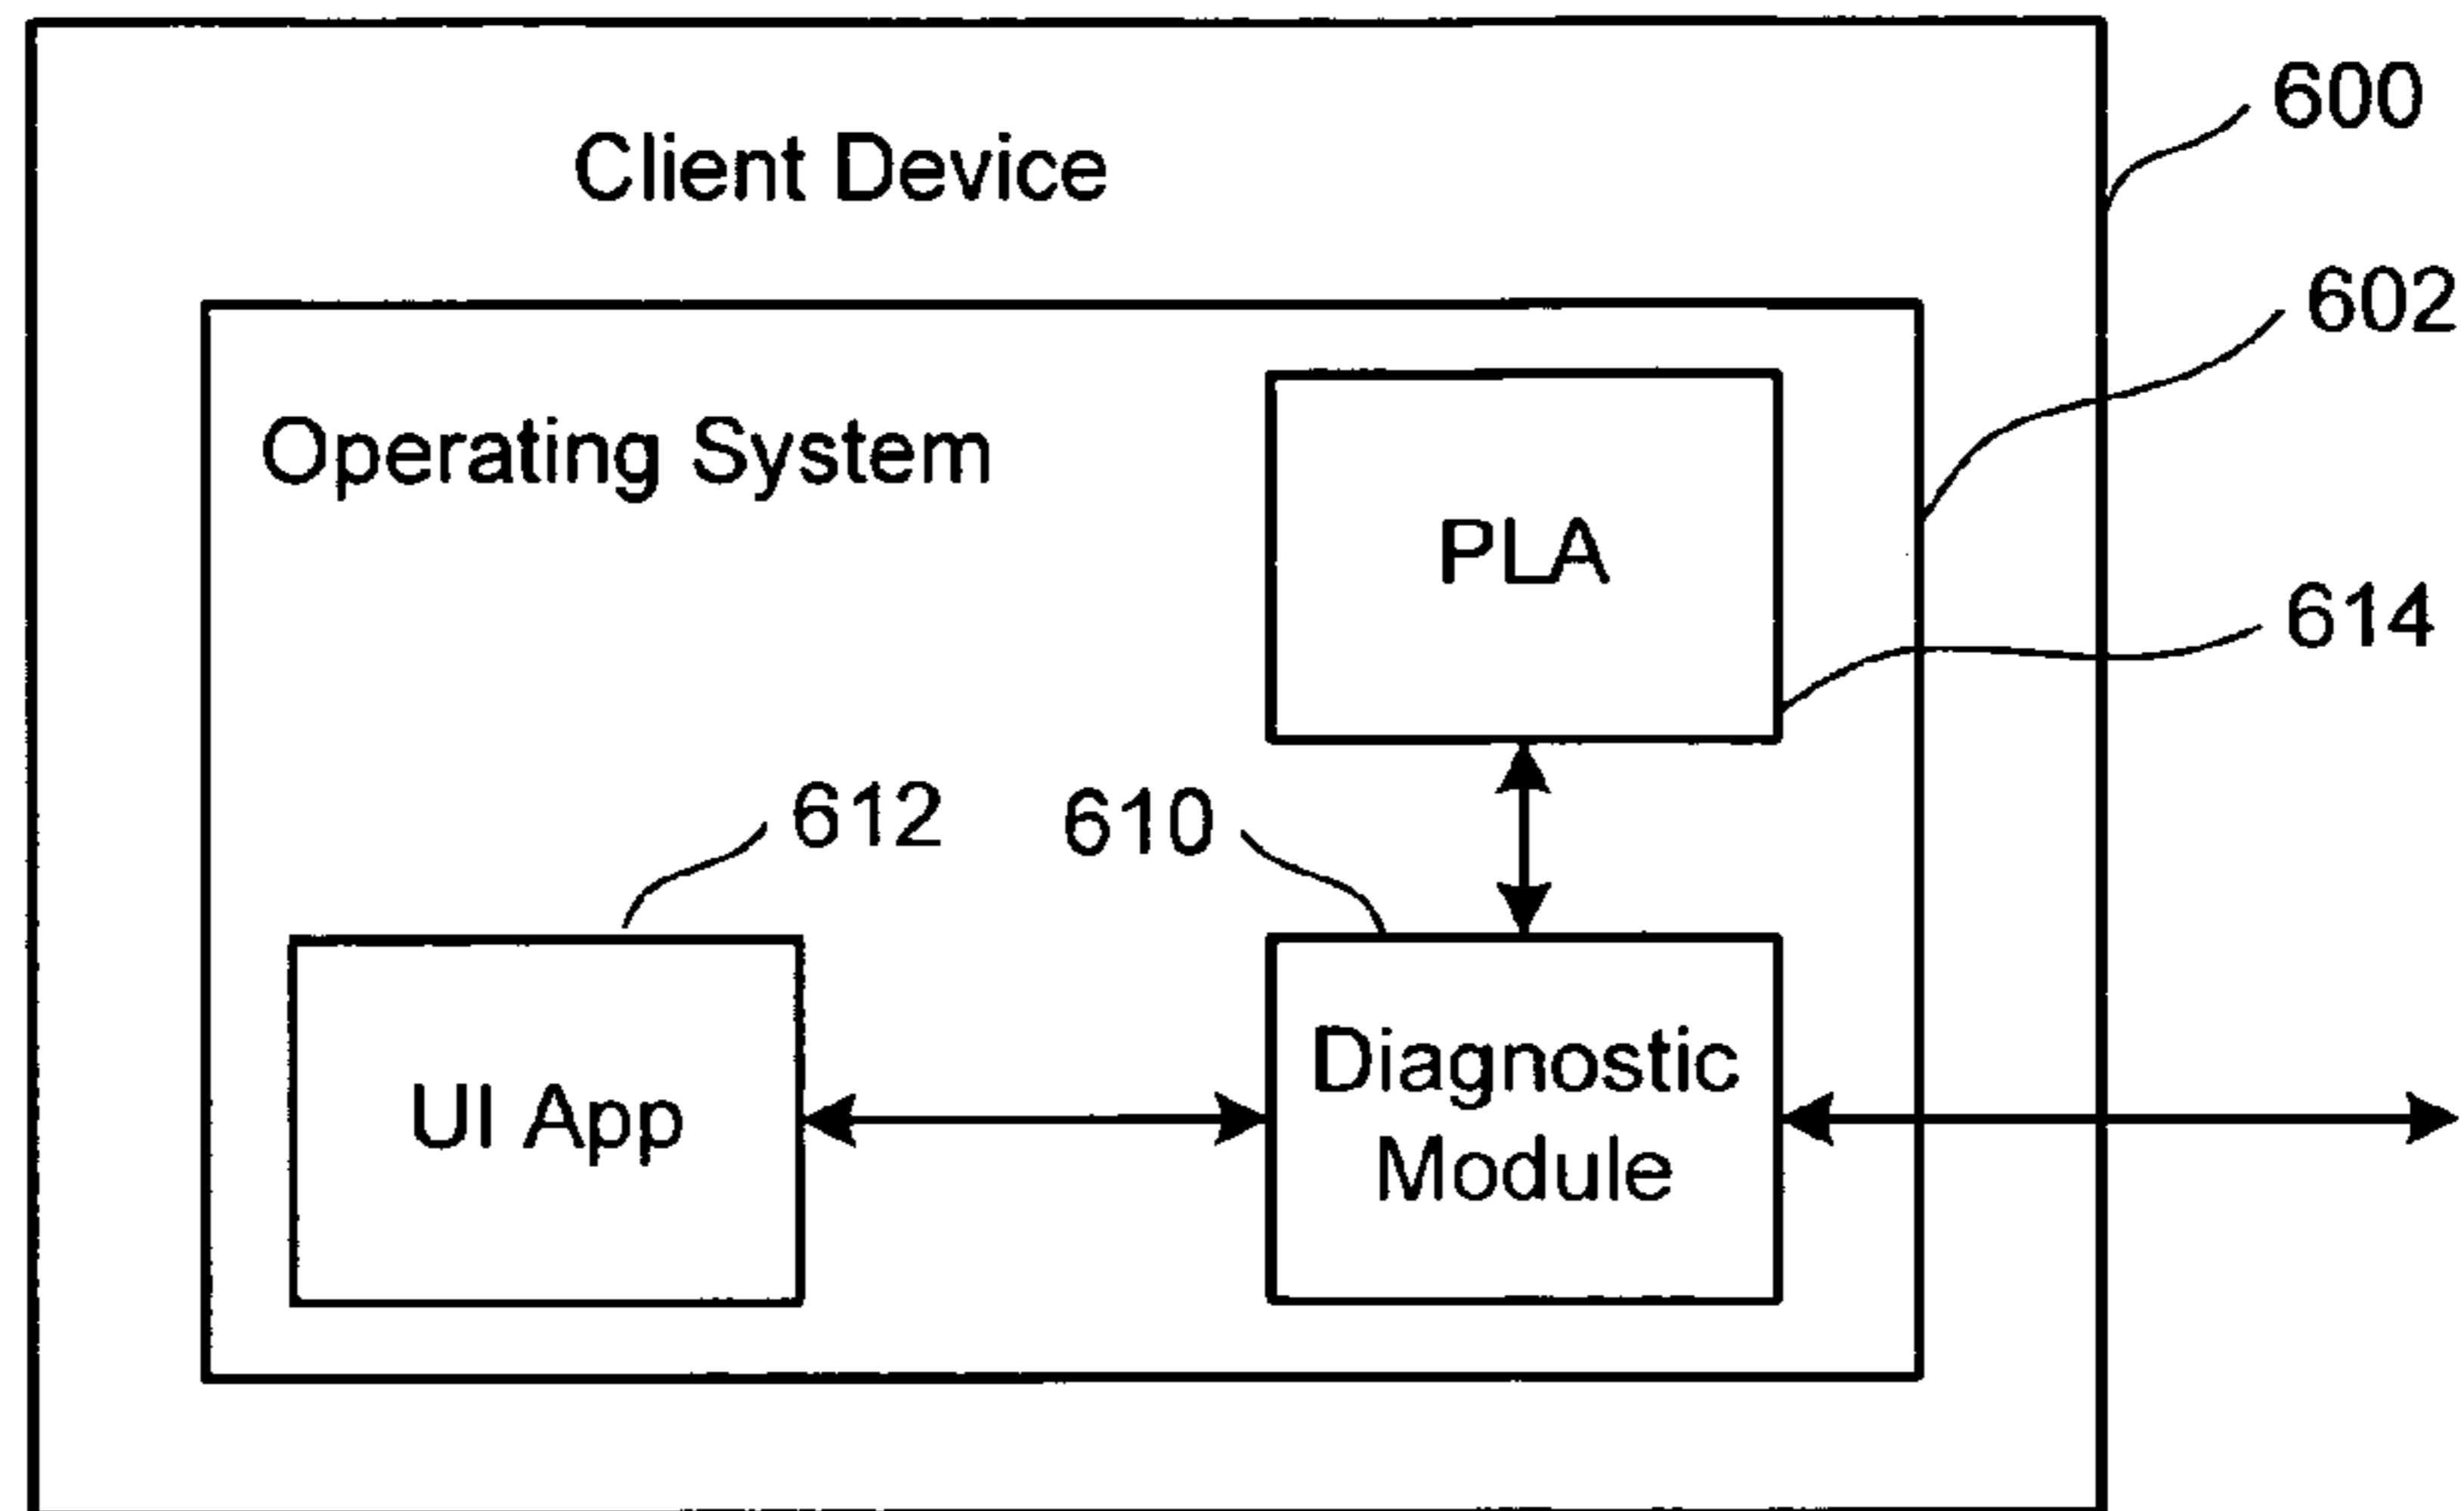 Client Device
600
602
Operating System
PLA
614
612
610
UI App
Diagnostic
Module